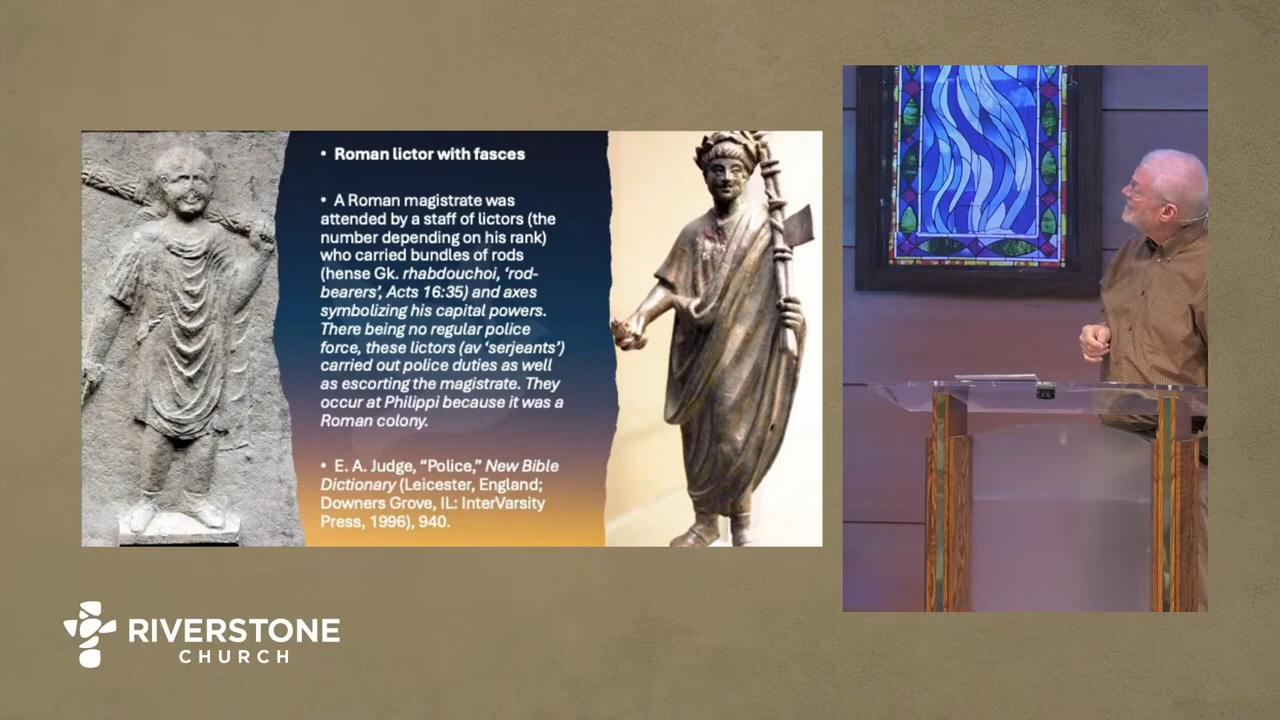 • Roman lictor with fasces
• A Roman magistrate was
attended by a staff of lictors (the
number depending on his rank)
who carried bundles of rods
(hense Gk. rhabdouchoi, ‘rod-
bearers’, Acts 16:35) and axes
symbolizing his capital powers.
There being no regular police
force, these lictors (av ‘serjeants’)
carried out police duties as well
as escorting the magistrate. They
occur at Philippi because it was a
Roman colony.
• E. A. Judge, “Police,” New Bible
Dictionary (Leicester, England;
Downers Grove, IL: InterVarsity
Press, 1996), 940.
RIVERSTONE
CHURCH